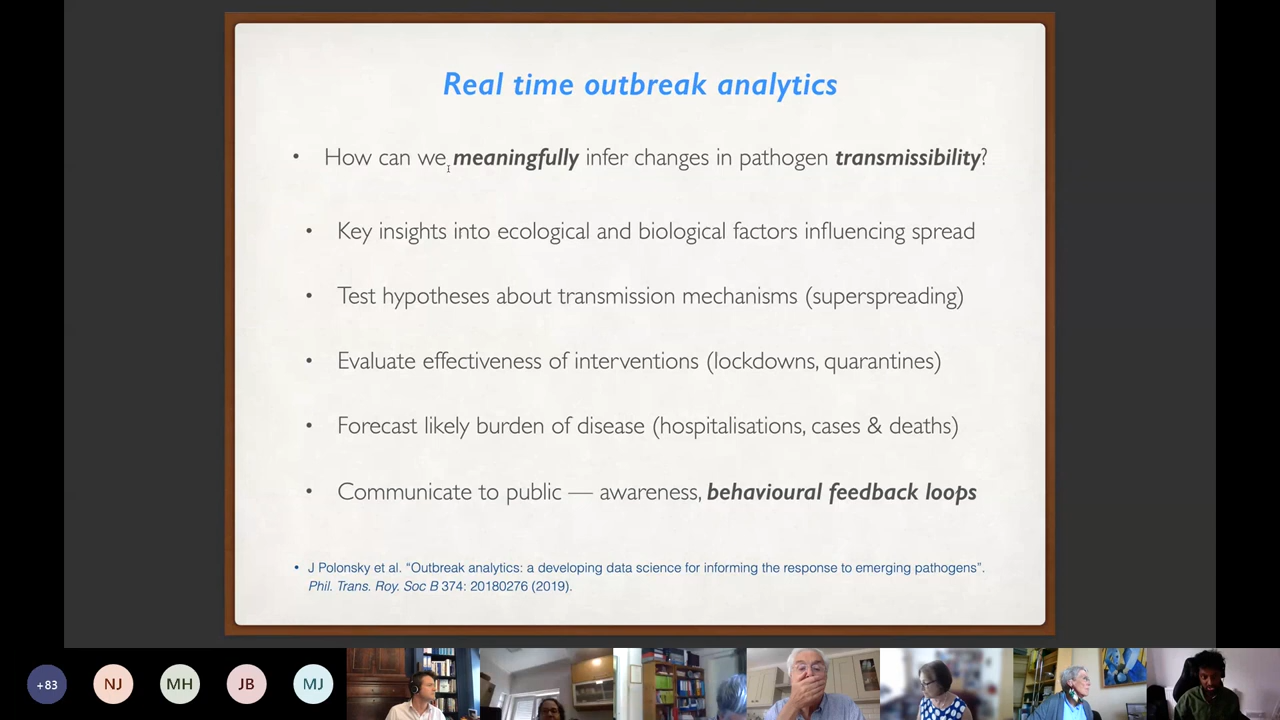 Real time outbreak analytics
• How can we meaningfully infer changes in pathogen transmissibility?
• Key insights into ecological and biological factors influencing spread
• Test hypotheses about transmission mechanisms (superspreading)
• Evaluate effectiveness of interventions (lockdowns, quarantines)
• Forecast likely burden of disease (hospitalisations, cases & deaths)
• Communicate to public — awareness, behavioural feedback loops
• J Polonsky et al. “Outbreak analytics: a developing data science for informing the response to emerging pathogens”.
Phil. Trans. Roy. Soc B 374: 20180276 (2019).
+83 NJ MH JB MJ